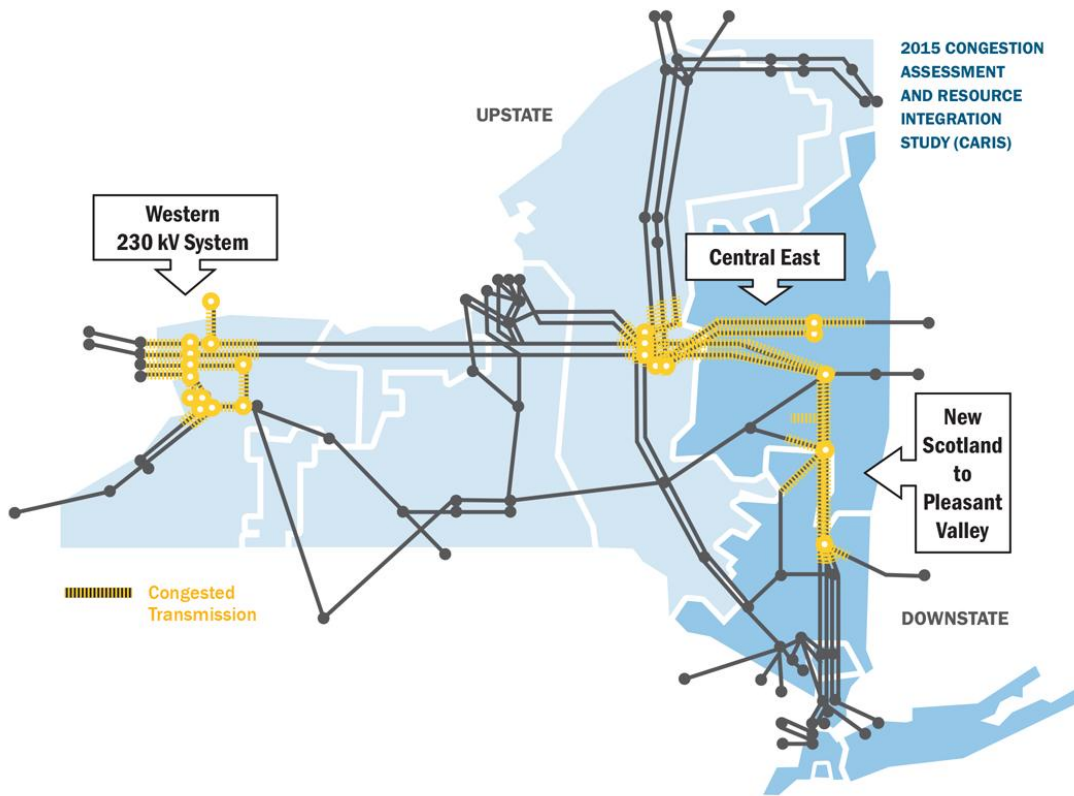 2015 CONGESTION
ASSESSMENT
AND RESOURCE
INTEGRATION
STUDY (CARIS)
UPSTATE
Western
230 kV System
Central East
New
Scotland
to
Pleasant
Valley
Congested
Transmission
DOWNSTATE